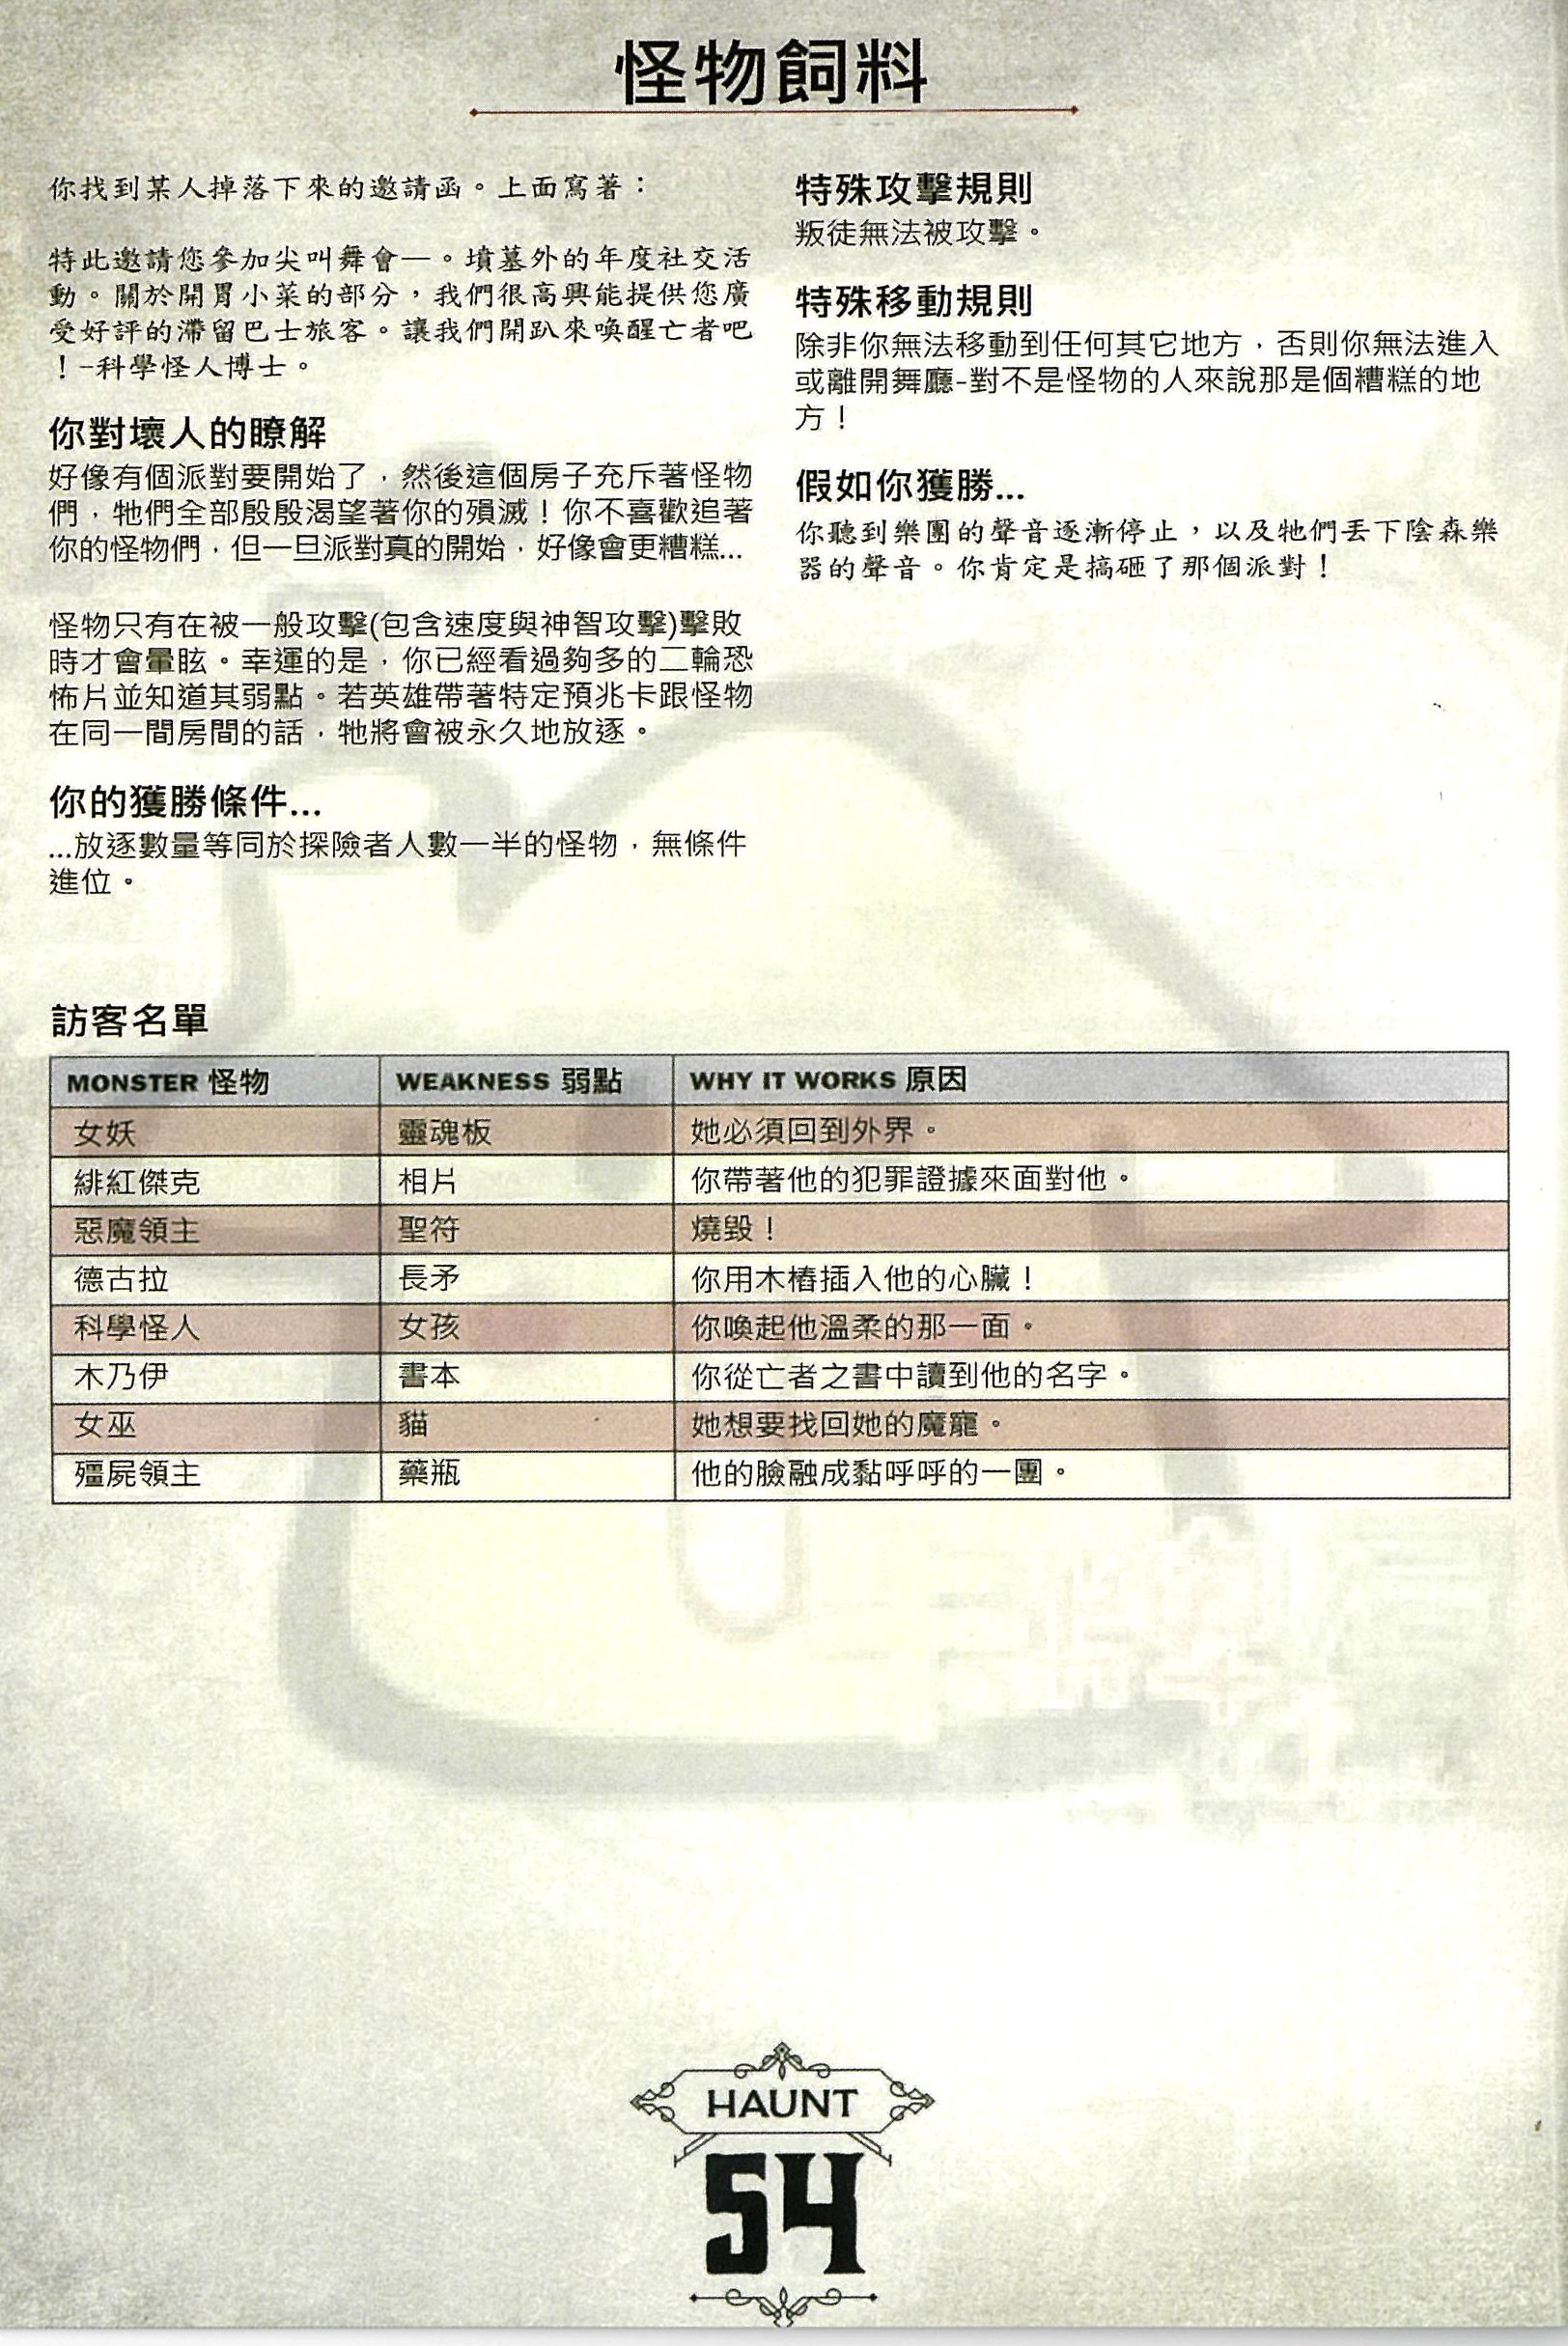 怪物飼料
你找到某人掉落下來的邀請函。上面寫著：
特此邀請您參加尖叫舞會—。墳墓外的年度社交活
動。關於開胃小菜的部分，我們很高興能提供您廣
受好評的滯留巴士旅客。讓我們開趴來喚醒亡者吧
！-科學怪人博士。
你對壞人的瞭解
好像有個派對要開始了，然後這個房子充斥著怪物
們，牠們全部殷殷渴望著你的殞滅！你不喜歡追著
你的怪物們，但一旦派對真的開始，好像會更糟糕...
怪物只有在被一般攻擊(包含速度與神智攻擊)擊敗
時才會暈眩。幸運的是，你已經看過夠多的二輪恐
怖片並知道其弱點。若英雄帶著特定預兆卡跟怪物
在同一間房間的話，牠將會被永久地放逐。
你的獲勝條件...
...放逐數量等同於探險者人數一半的怪物，無條件
進位。
特殊攻擊規則
叛徒無法被攻擊。
特殊移動規則
除非你無法移動到任何其它地方，否則你無法進入
或離開舞廳-對不是怪物的人來說那是個糟糕的地
方！
假如你獲勝...
你聽到樂團的聲音逐漸停止，以及牠們丟下陰森樂
器的聲音。你肯定是搞砸了那個派對！
訪客名單
MONSTER 怪物 WEAKNESS 弱點 WHY IT WORKS 原因
女妖 靈魂板 她必須回到外界。
緋紅傑克 相片 你帶著他的犯罪證據來面對他。
惡魔領主 聖符 燒毀！
德古拉 長矛 你用木樁插入他的心臟！
科學怪人 女孩 你喚起他溫柔的那一面。
木乃伊 書本 你從亡者之書中讀到他的名字。
女巫 貓 她想要找回她的魔寵。
殭屍領主 藥瓶 他的臉融成黏呼呼的一團。
HAUNT
54